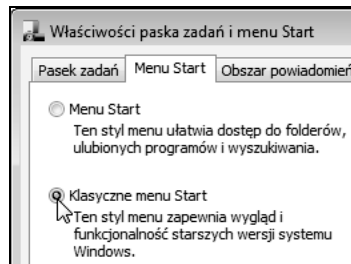 Właściwości paska zadań i menu Start
Pasek zadań Menu Start Obszar powiadomień
Menu Start
Ten styl menu ułatwia dostęp do folderów,
ulubionych programów i wyszukiwania.
Klasyczne menu Start
Ten styl menu zapewnia wygląd i
funkcjonalność starszych wersji systemu
Windows.